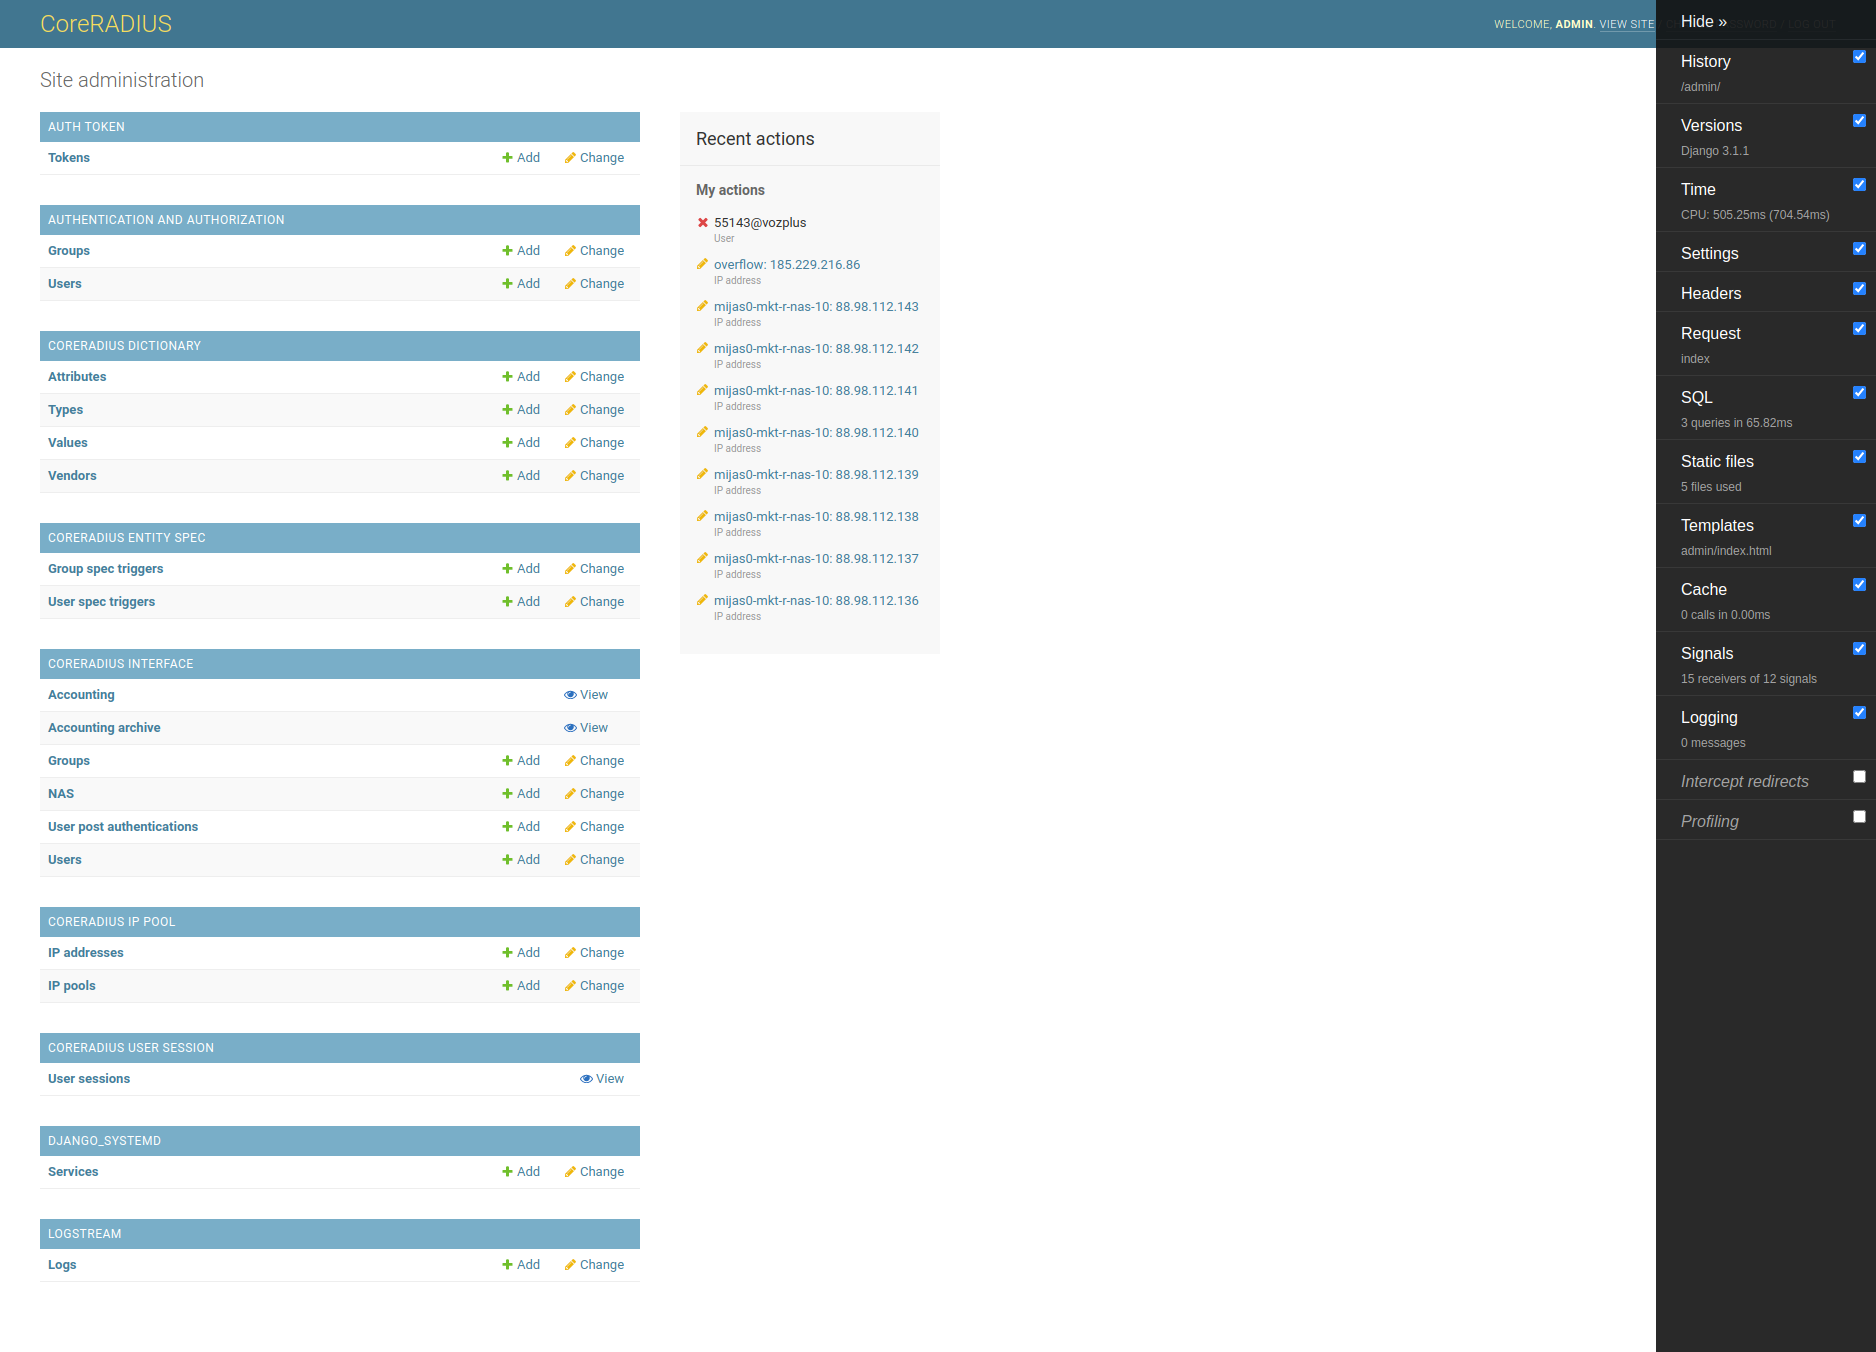 CoreRADIUS
WELCOME, ADMIN. VIEW SITE
Site administration
AUTH TOKEN
Tokens Add Change
AUTHENTICATION AND AUTHORIZATION
Groups Add Change
Users Add Change
CORERADIUS DICTIONARY
Attributes Add Change
Types Add Change
Values Add Change
Vendors Add Change
CORERADIUS ENTITY SPEC
Group spec triggers Add Change
User spec triggers Add Change
CORERADIUS INTERFACE
Accounting View
Accounting archive View
Groups Add Change
NAS Add Change
User post authentications Add Change
Users Add Change
CORERADIUS IP POOL
IP addresses Add Change
IP pools Add Change
CORERADIUS USER SESSION
User sessions View
DJANGO_SYSTEMD
Services Add Change
LOGSTREAM
Logs Add Change
Recent actions
My actions
55143@vozplus
User
overflow: 185.229.216.86
IP address
mijas0-mkt-r-nas-10: 88.98.112.143
IP address
mijas0-mkt-r-nas-10: 88.98.112.142
IP address
mijas0-mkt-r-nas-10: 88.98.112.141
IP address
mijas0-mkt-r-nas-10: 88.98.112.140
IP address
mijas0-mkt-r-nas-10: 88.98.112.139
IP address
mijas0-mkt-r-nas-10: 88.98.112.138
IP address
mijas0-mkt-r-nas-10: 88.98.112.137
IP address
mijas0-mkt-r-nas-10: 88.98.112.136
IP address
Hide »
History
/admin/
Versions
Django 3.1.1
Time
CPU: 505.25ms (704.54ms)
Settings
Headers
Request
index
SQL
3 queries in 65.82ms
Static files
5 files used
Templates
admin/index.html
Cache
0 calls in 0.00ms
Signals
15 receivers of 12 signals
Logging
0 messages
Intercept redirects
Profiling